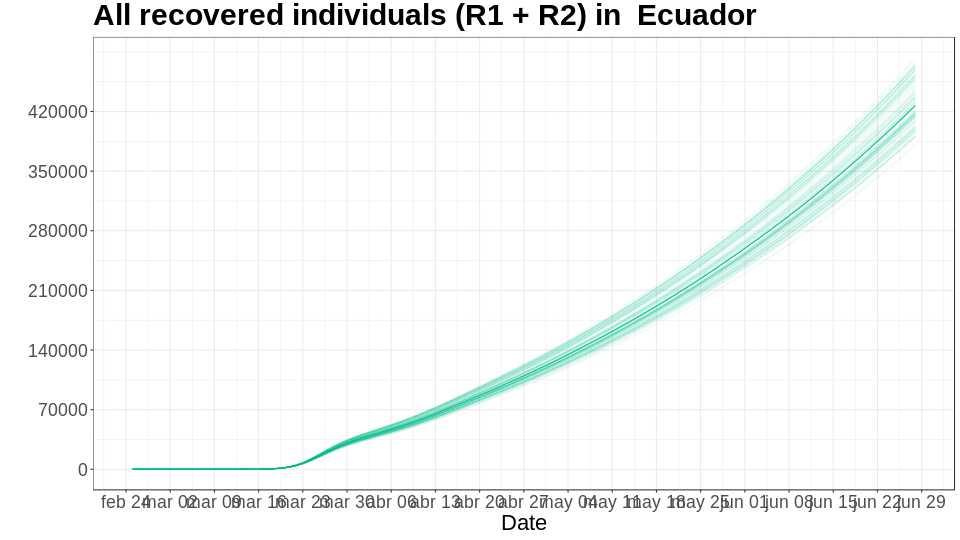 All recovered individuals (R1 + R2) in  Ecuador
420000
350000
280000
210000
140000
70000
0
feb 24 mar 02 mar 09 mar 16 mar 23 mar 30 abr 06 abr 13 abr 20 abr 27 may 04 may 11 may 18 may 25 jun 01 jun 08 jun 15 jun 22 jun 29
Date